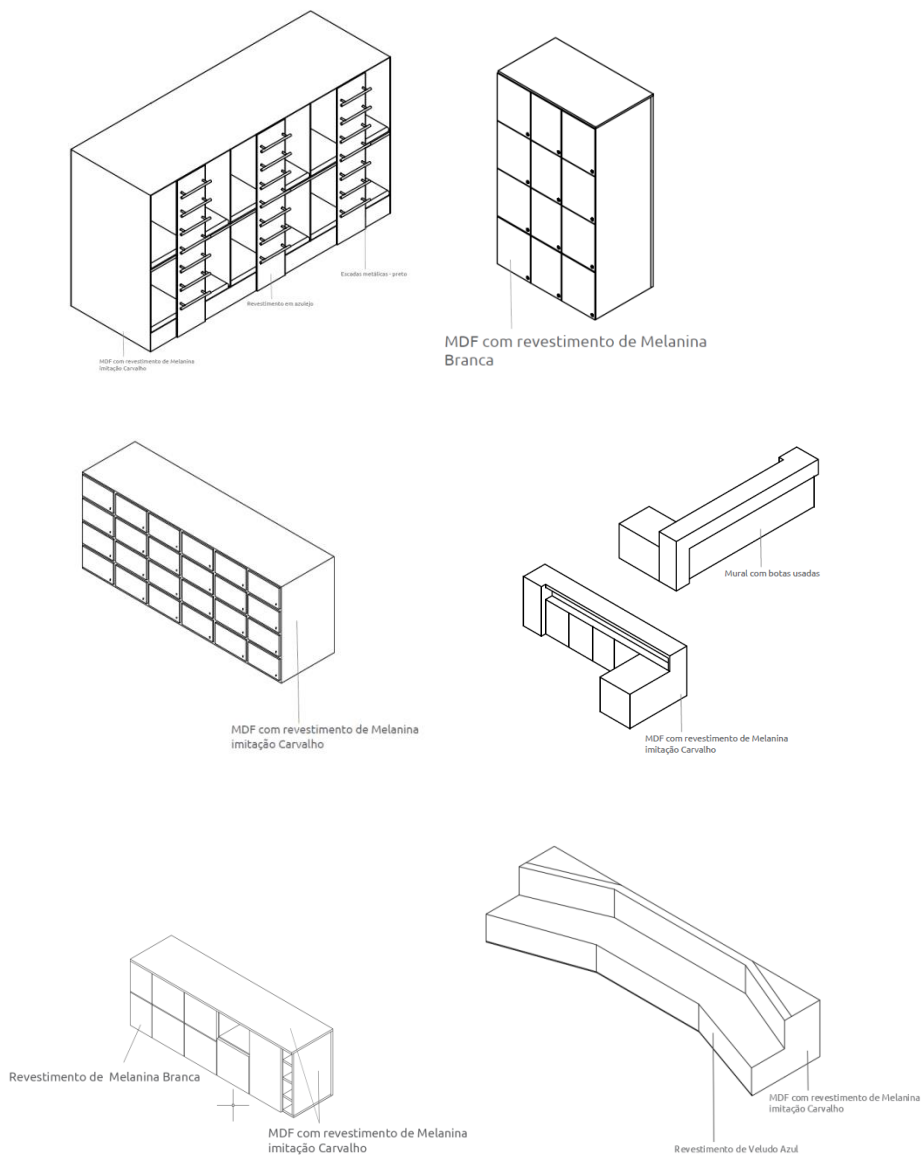 Escadas metálicas - preto
Revestimento em azulejo
MDF com revestimento de Melanina
imitação Carvalho
MDF com revestimento de Melanina
Branca
Mural com botas usadas
MDF com revestimento de Melanina
imitação Carvalho
MDF com revestimento de Melanina
imitação Carvalho
Revestimento de Melanina Branca
MDF com revestimento de Melanina
imitação Carvalho
MDF com revestimento de Melanina
imitação Carvalho
Revestimento de Veludo Azul